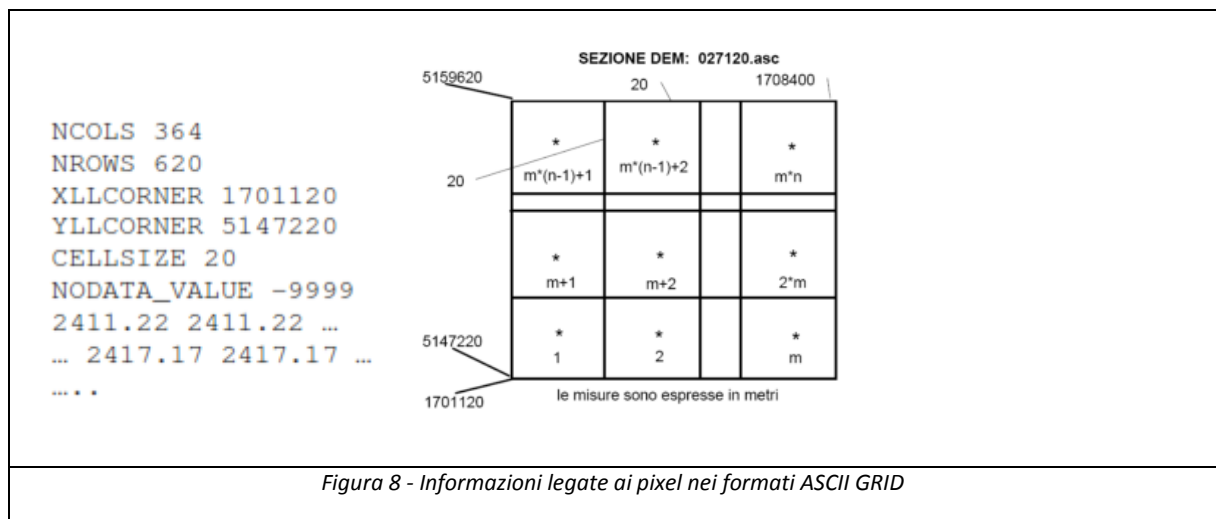 NCOLS 364
NROWS 620
XLLCORNER 1701120
YLLCORNER 5147220
CELLSIZE 20
NODATA_VALUE -9999
2411.22 2411.22 …
… 2417.17 2417.17 …
…..
SEZIONE DEM: 027120.asc
5159620
20
1708400
* * *
20
m*(n-1)+1 m*(n-1)+2 m*n
* * *
m+1 m+2 2*m
5147220
* * *
1 2 m
1701120
le misure sono espresse in metri
Figura 8 - Informazioni legate ai pixel nei formati ASCII GRID